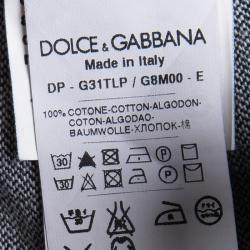 DOLCE & GABBANA
Made in Italy
DP - G31TLP / G8M00 - E
100% COTONE-COTTON-ALGODON-
COTON-ALGODAO-
BAUMWOLLE-ХЛОПОК-棉
30
30